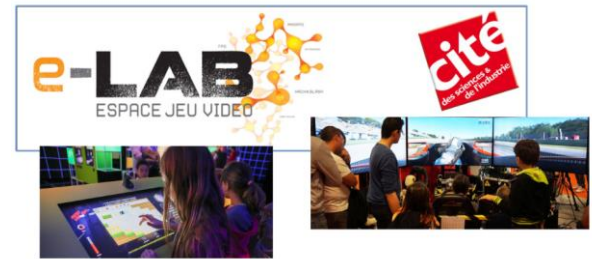 e-LAB
ESPACE JEU VIDEO
cité
des sciences &
de l'industrie